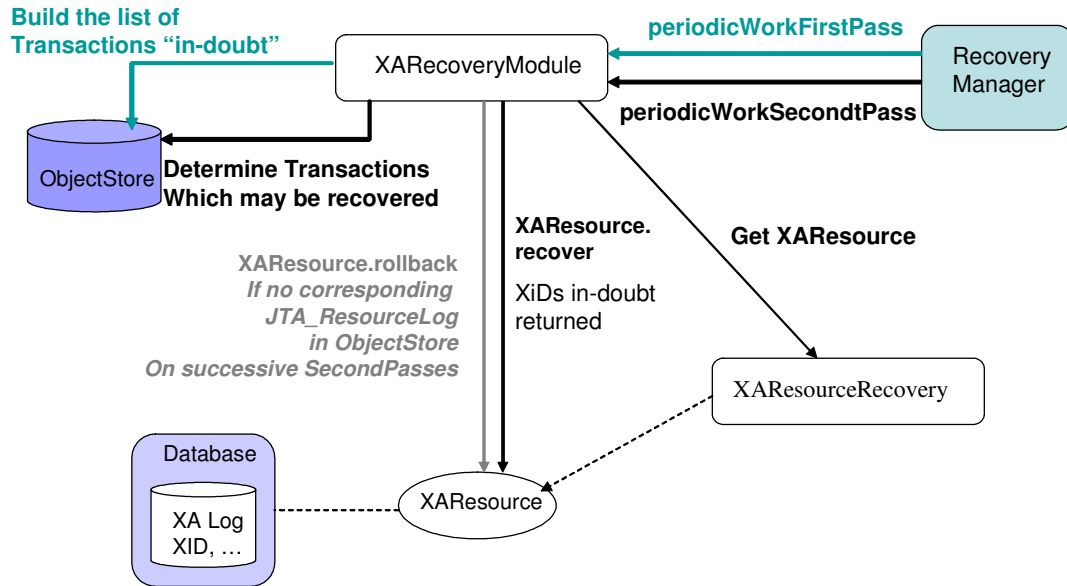 Build the list of
Transactions “in-doubt”
periodicWorkFirstPass
XARecoveryModule
Recovery
Manager
periodicWorkSecondtPass
ObjectStore
Determine Transactions
Which may be recovered
XAResource.
recover
XiDs in-doubt
returned
Get XAResource
XAResource.rollback
If no corresponding
JTA_ResourceLog
in ObjectStore
On successive SecondPasses
XAResourceRecovery
Database
XA Log
XID, …
XAResource